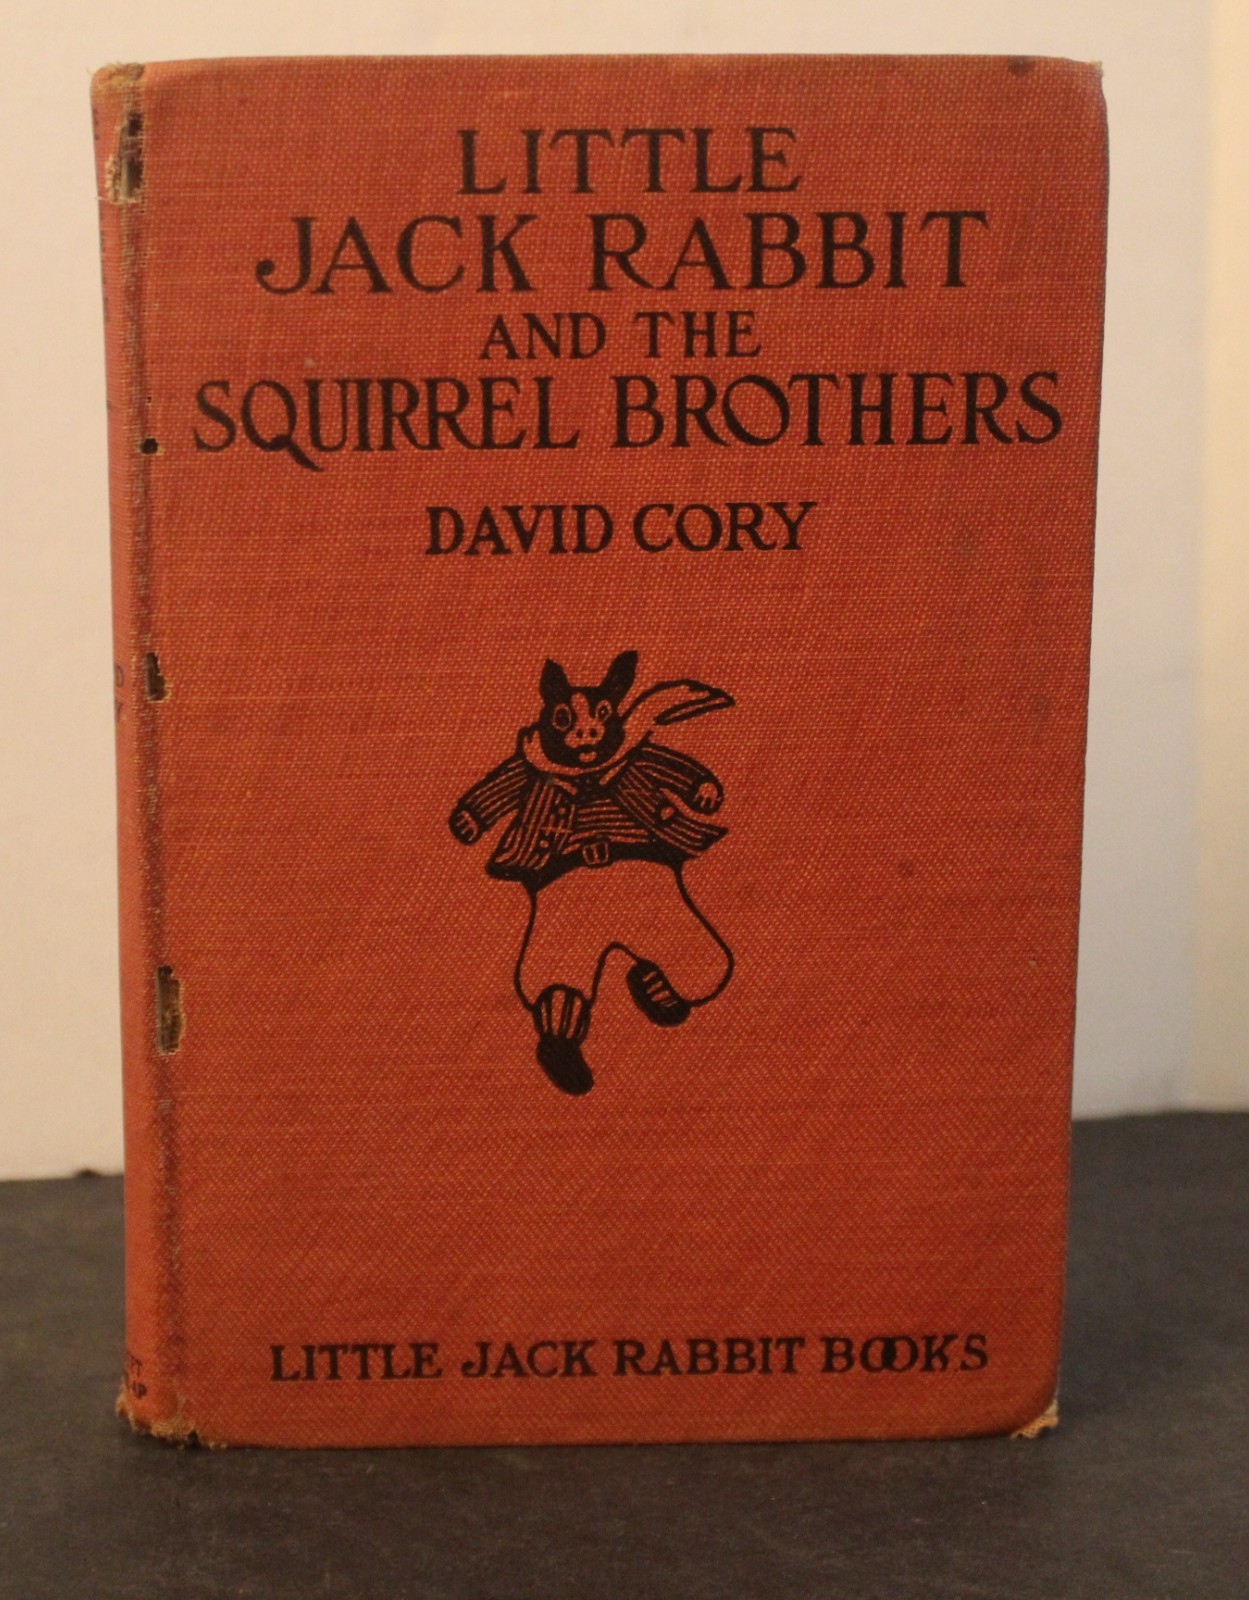 LITTLE
JACK RABBIT
AND THE
SQUIRREL BROTHERS
DAVID CORY
LITTLE JACK RABBIT BOOKS